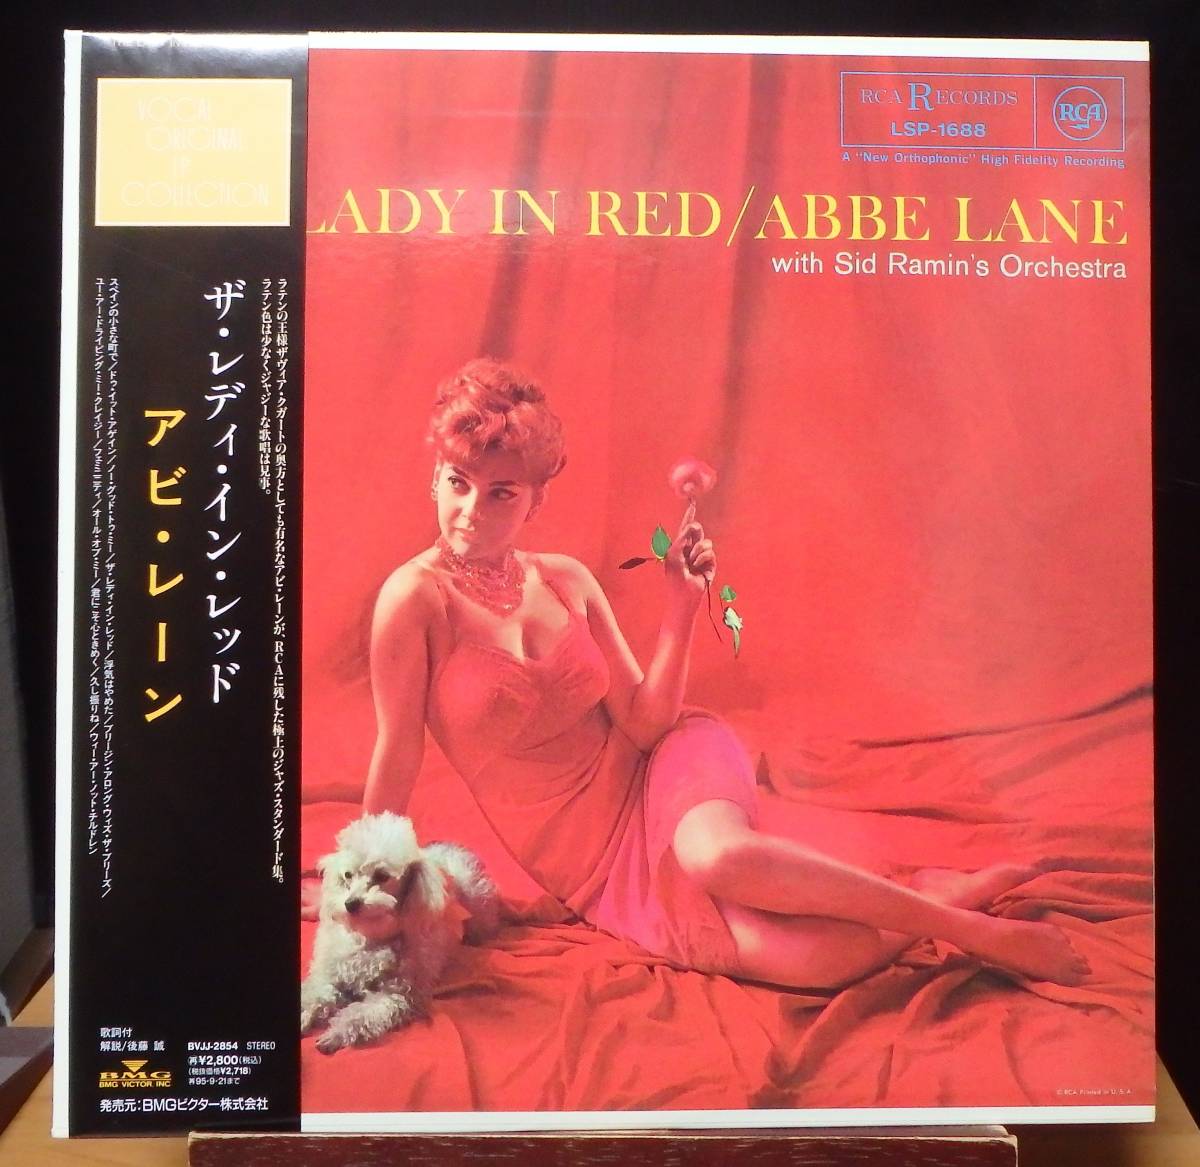 VOCAL
ORIGINAL
LP
COLLECTION
RCA RECORDS
LSP-1688
RCA
A "New Orthophonic" High Fidelity Recording
LADY IN RED/ABBE LANE
with Sid Ramin's Orchestra
ラテンの王様ザヴィア・クガートの奥方としても有名なアビ・レーンが、RCAに残した極上のジャズ・スタンダード集。
ラテン色は少なくジャジーな歌唱は見事。
ザ・レディ・イン・レッド
アビ・レーン
スペインの小さな町で/ドゥ・イット・アゲイン/ノー・グッド・トゥ・ミー/ザ・レディ・イン・レッド/浮気はやめた/ブリージン・アロング・ウィズ・ザ・ブリーズ/
ユー・アー・ドライビング・ミー・クレイジー/フェミニニティ/オール・オブ・ミー/君にこそ心ときめく/久し振りね/ウィー・アー・ノット・チルドレン
歌詞付
解説/後藤 誠
BVJJ-2854 STEREO
(再)¥2,800(税込)
(税抜価格¥2,718)
再95・9・21まで
BMG
BMG VICTOR INC
発売元:BMGビクター株式会社
© RCA Printed in U.S.A.